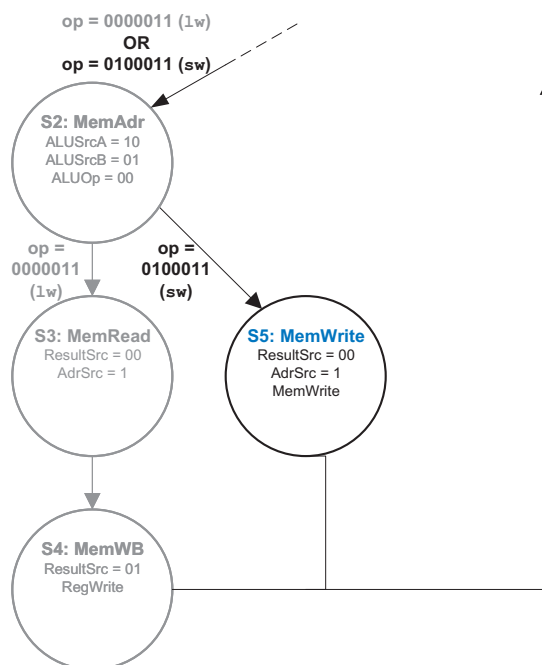 op = 0000011 (lw)
OR
op = 0100011 (sw)
S2: MemAdr
ALUSrcA = 10
ALUSrcB = 01
ALUOp = 00
op =
0000011
(lw)
op =
0100011
(sw)
S3: MemRead
ResultSrc = 00
AdrSrc = 1
S5: MemWrite
ResultSrc = 00
AdrSrc = 1
MemWrite
S4: MemWB
ResultSrc = 01
RegWrite